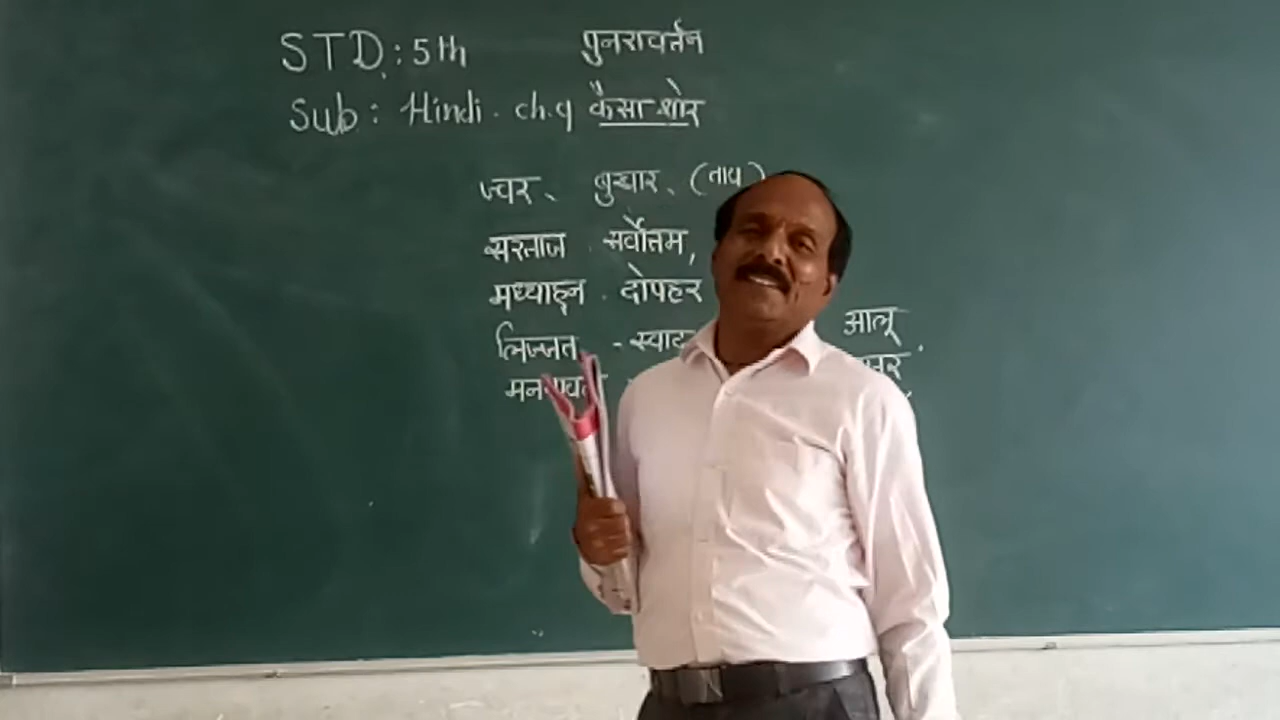 STD : 5th पुनरावर्तन
Sub : Hindi . ch.9 कैसा शोर
ज्वर、 बुखार、 (ताव)
सरताज . सर्वोत्तम,
मध्याह्न . दोपहर
लिज्जत - स्वाद आलू